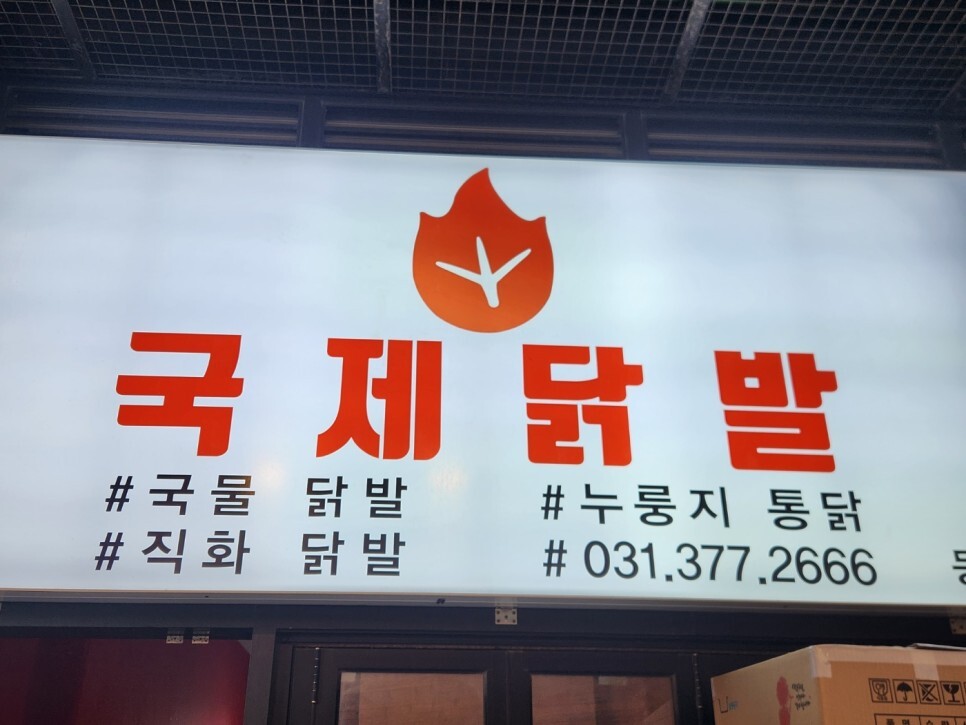 국제닭발
#국물 닭발
#직화 닭발
#누룽지 통닭
#031.377.2666